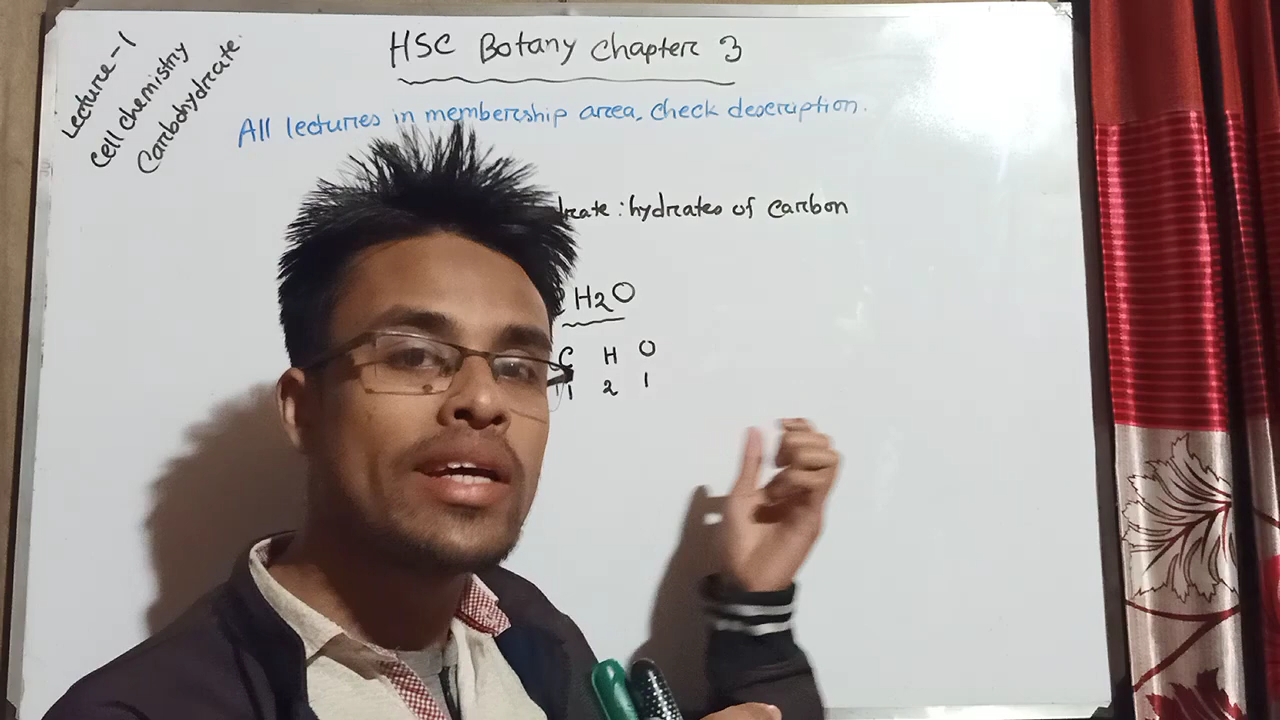 Lecture-1
Cell chemistry
Carbohydrate.
HSC Botany Chapter 3
All lectures in membership area, check description.
drate : hydrates of carbon
H2O
C H O
1 2 1